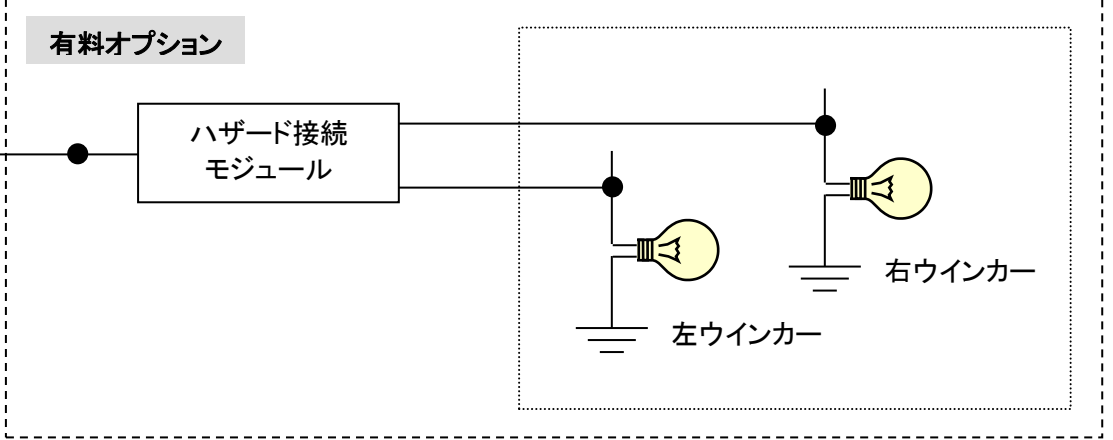 有料オプション
ハザード接続
モジュール
右ウインカー
左ウインカー